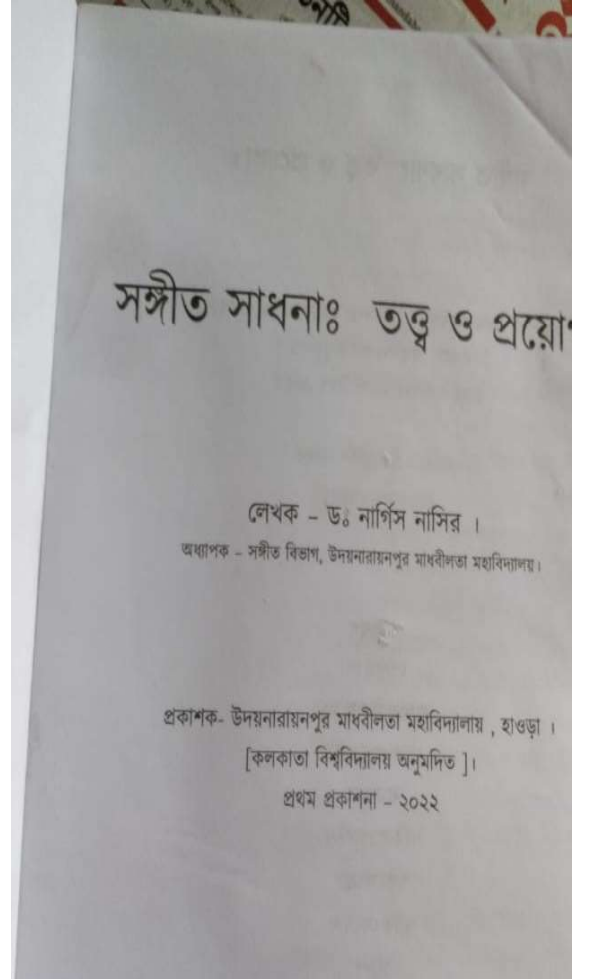 সঙ্গীত সাধনাঃ তত্ত্ব ও প্রয়ো
লেখক – ডঃ নার্গিস নাসির ।
অধ্যাপক – সঙ্গীত বিভাগ, উদয়নারায়নপুর মাধবীলতা মহাবিদ্যালয়।
প্রকাশক- উদয়নারায়নপুর মাধবীলতা মহাবিদ্যালায় , হাওড়া ।
[কলকাতা বিশ্ববিদ্যালয় অনুমদিত ]।
প্রথম প্রকাশনা – ২০২২